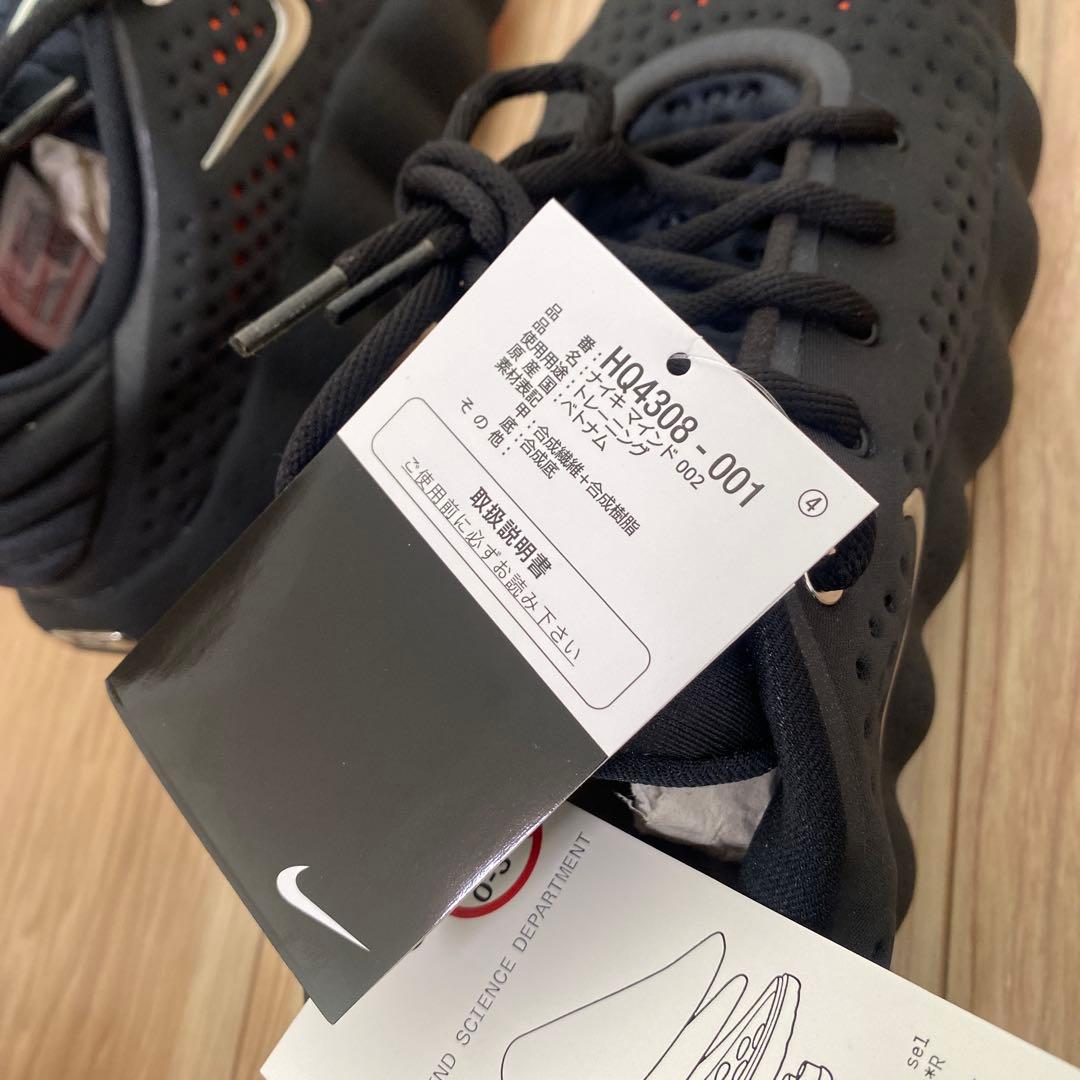 品番：HQ4308-001
品名：ナイキ マインド 002
使用用途：トレーニング
原産国：ベトナム
素材表記　甲：合成繊維+合成樹脂
底：合成底
その他：
④
取扱説明書
ご使用前に必ずお読み下さい
0-3
SCIENCE DEPARTMENT
sel
*R